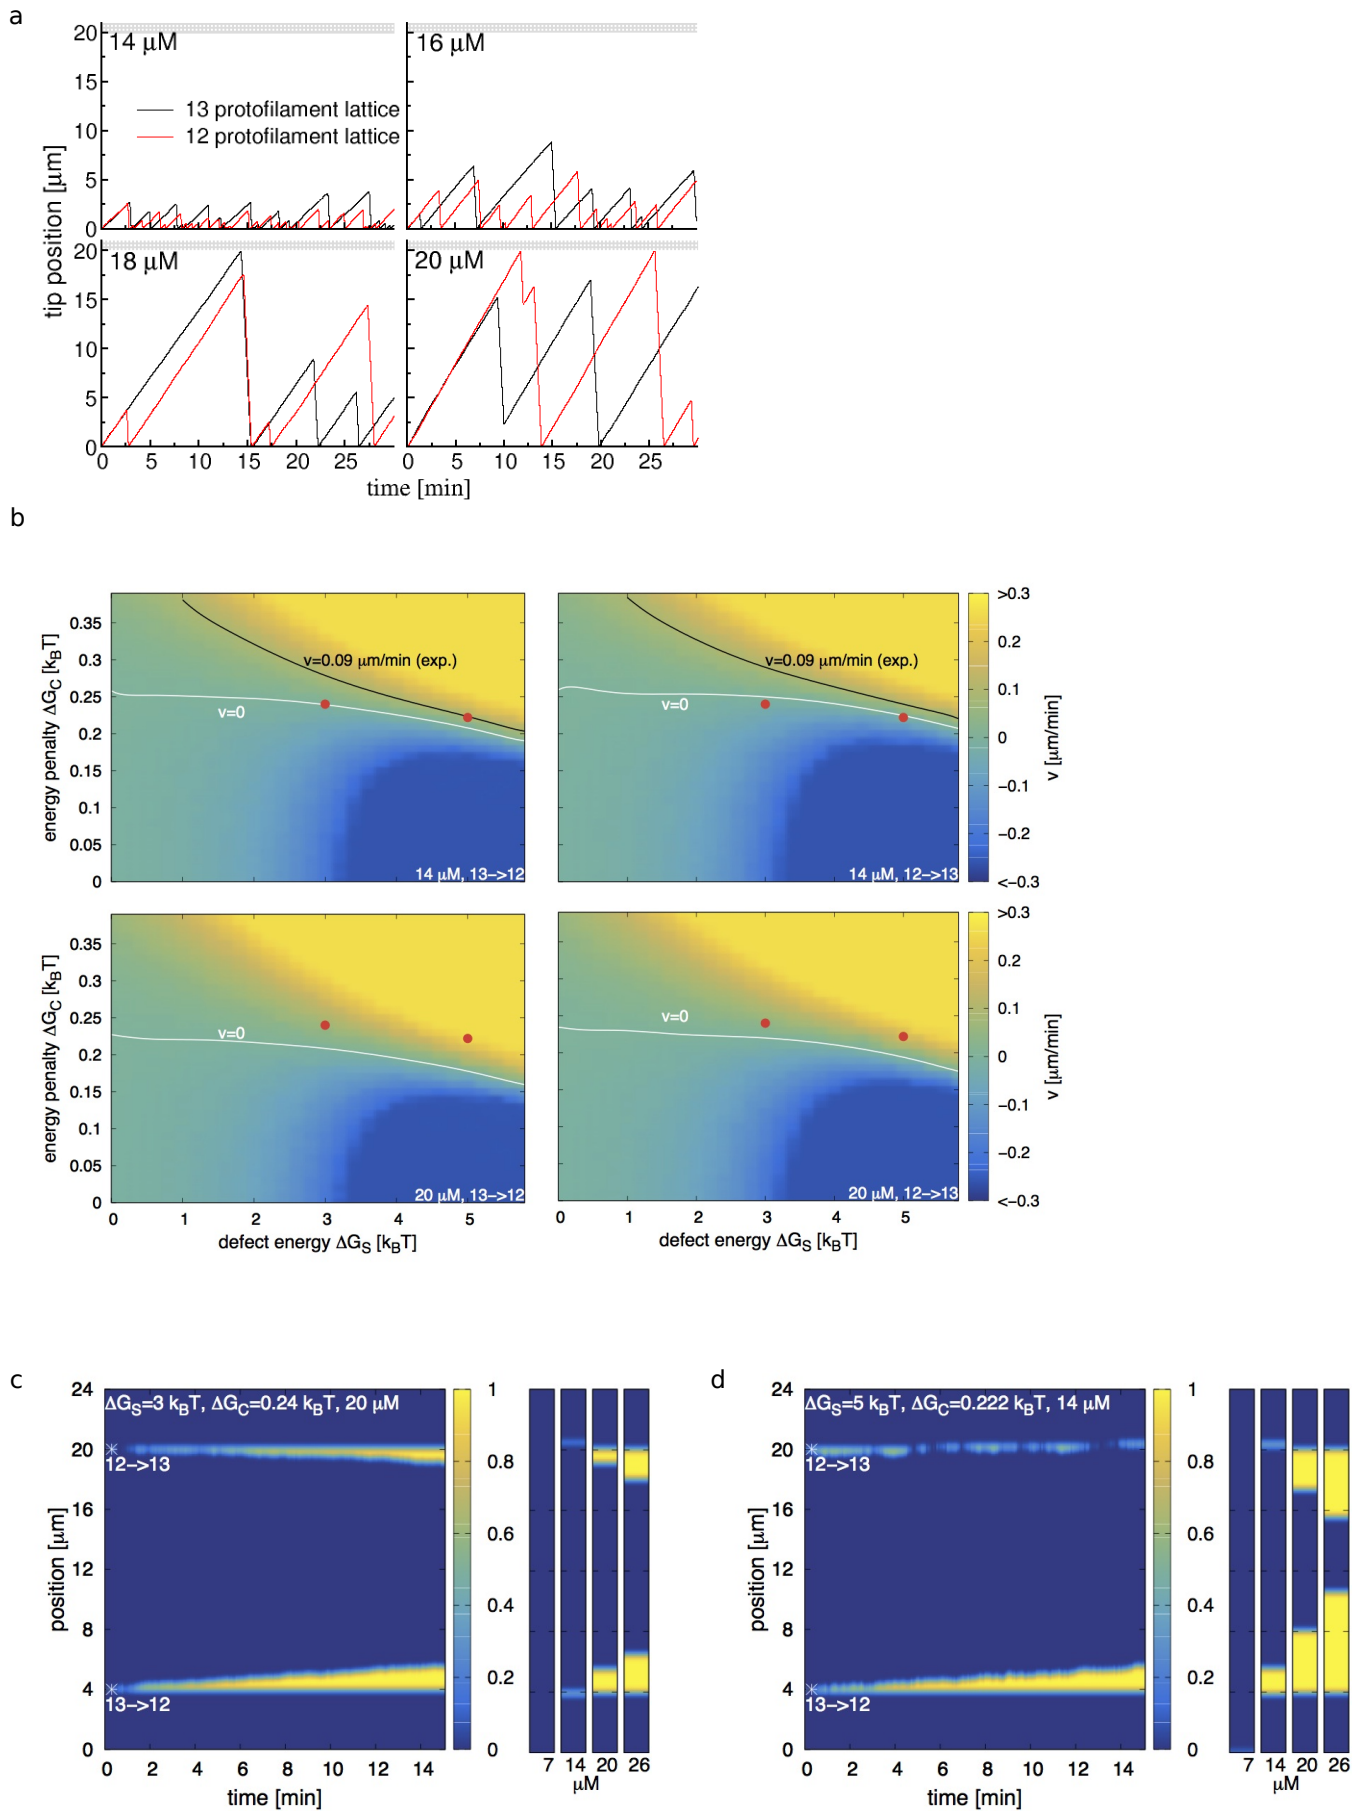 a
14 μM
16 μM
13 protofilament lattice
12 protofilament lattice
20
15
10
5
0
18 μM
20 μM
20
15
10
5
0
tip position [μm]
0 5 10 15 20 25
0 5 10 15 20 25
time [min]
b
0.35
0.3
0.25
0.2
0.15
0.1
0.05
0
energy penalty ΔG_C [k_BT]
v=0.09 μm/min (exp.)
v=0
14 μM, 13->12
v=0.09 μm/min (exp.)
v=0
14 μM, 12->13
>0.3
0.2
0.1
0
−0.1
−0.2
<−0.3
v [μm/min]
0.35
0.3
0.25
0.2
0.15
0.1
0.05
0
energy penalty ΔG_C [k_BT]
v=0
20 μM, 13->12
v=0
20 μM, 12->13
>0.3
0.2
0.1
0
−0.1
−0.2
<−0.3
v [μm/min]
0 1 2 3 4 5
defect energy ΔG_S [k_BT]
0 1 2 3 4 5
defect energy ΔG_S [k_BT]
c
24
20
16
12
8
4
0
position [μm]
ΔG_S=3 k_BT, ΔG_C=0.24 k_BT, 20 μM
12->13
13->12
0 2 4 6 8 10 12 14
time [min]
1
0.8
0.6
0.4
0.2
0
7 14 20 26
μM
d
24
20
16
12
8
4
0
position [μm]
ΔG_S=5 k_BT, ΔG_C=0.222 k_BT, 14 μM
12->13
13->12
0 2 4 6 8 10 12 14
time [min]
1
0.8
0.6
0.4
0.2
0
7 14 20 26
μM